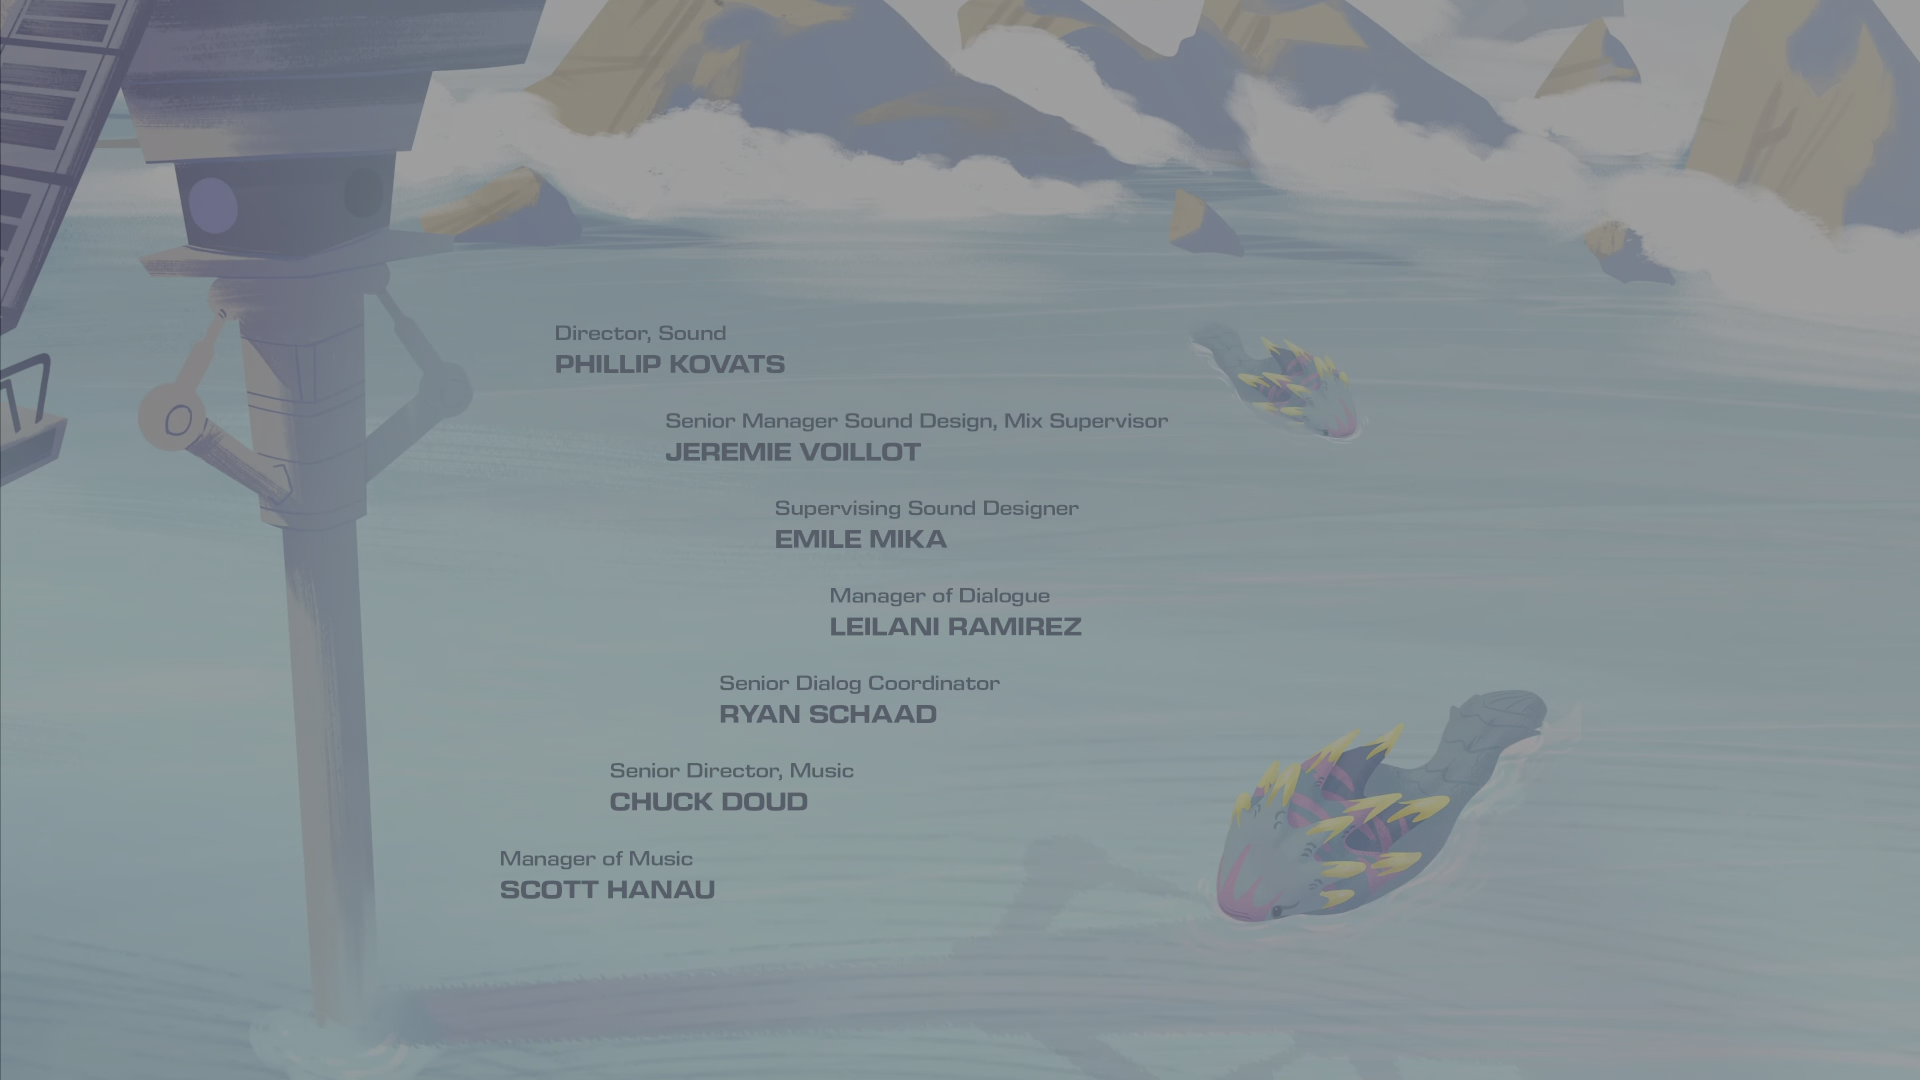 Director, Sound
PHILLIP KOVATS
Senior Manager Sound Design, Mix Supervisor
JEREMIE VOILLOT
Supervising Sound Designer
EMILE MIKA
Manager of Dialogue
LEILANI RAMIREZ
Senior Dialog Coordinator
RYAN SCHAAD
Senior Director, Music
CHUCK DOUD
Manager of Music
SCOTT HANAU